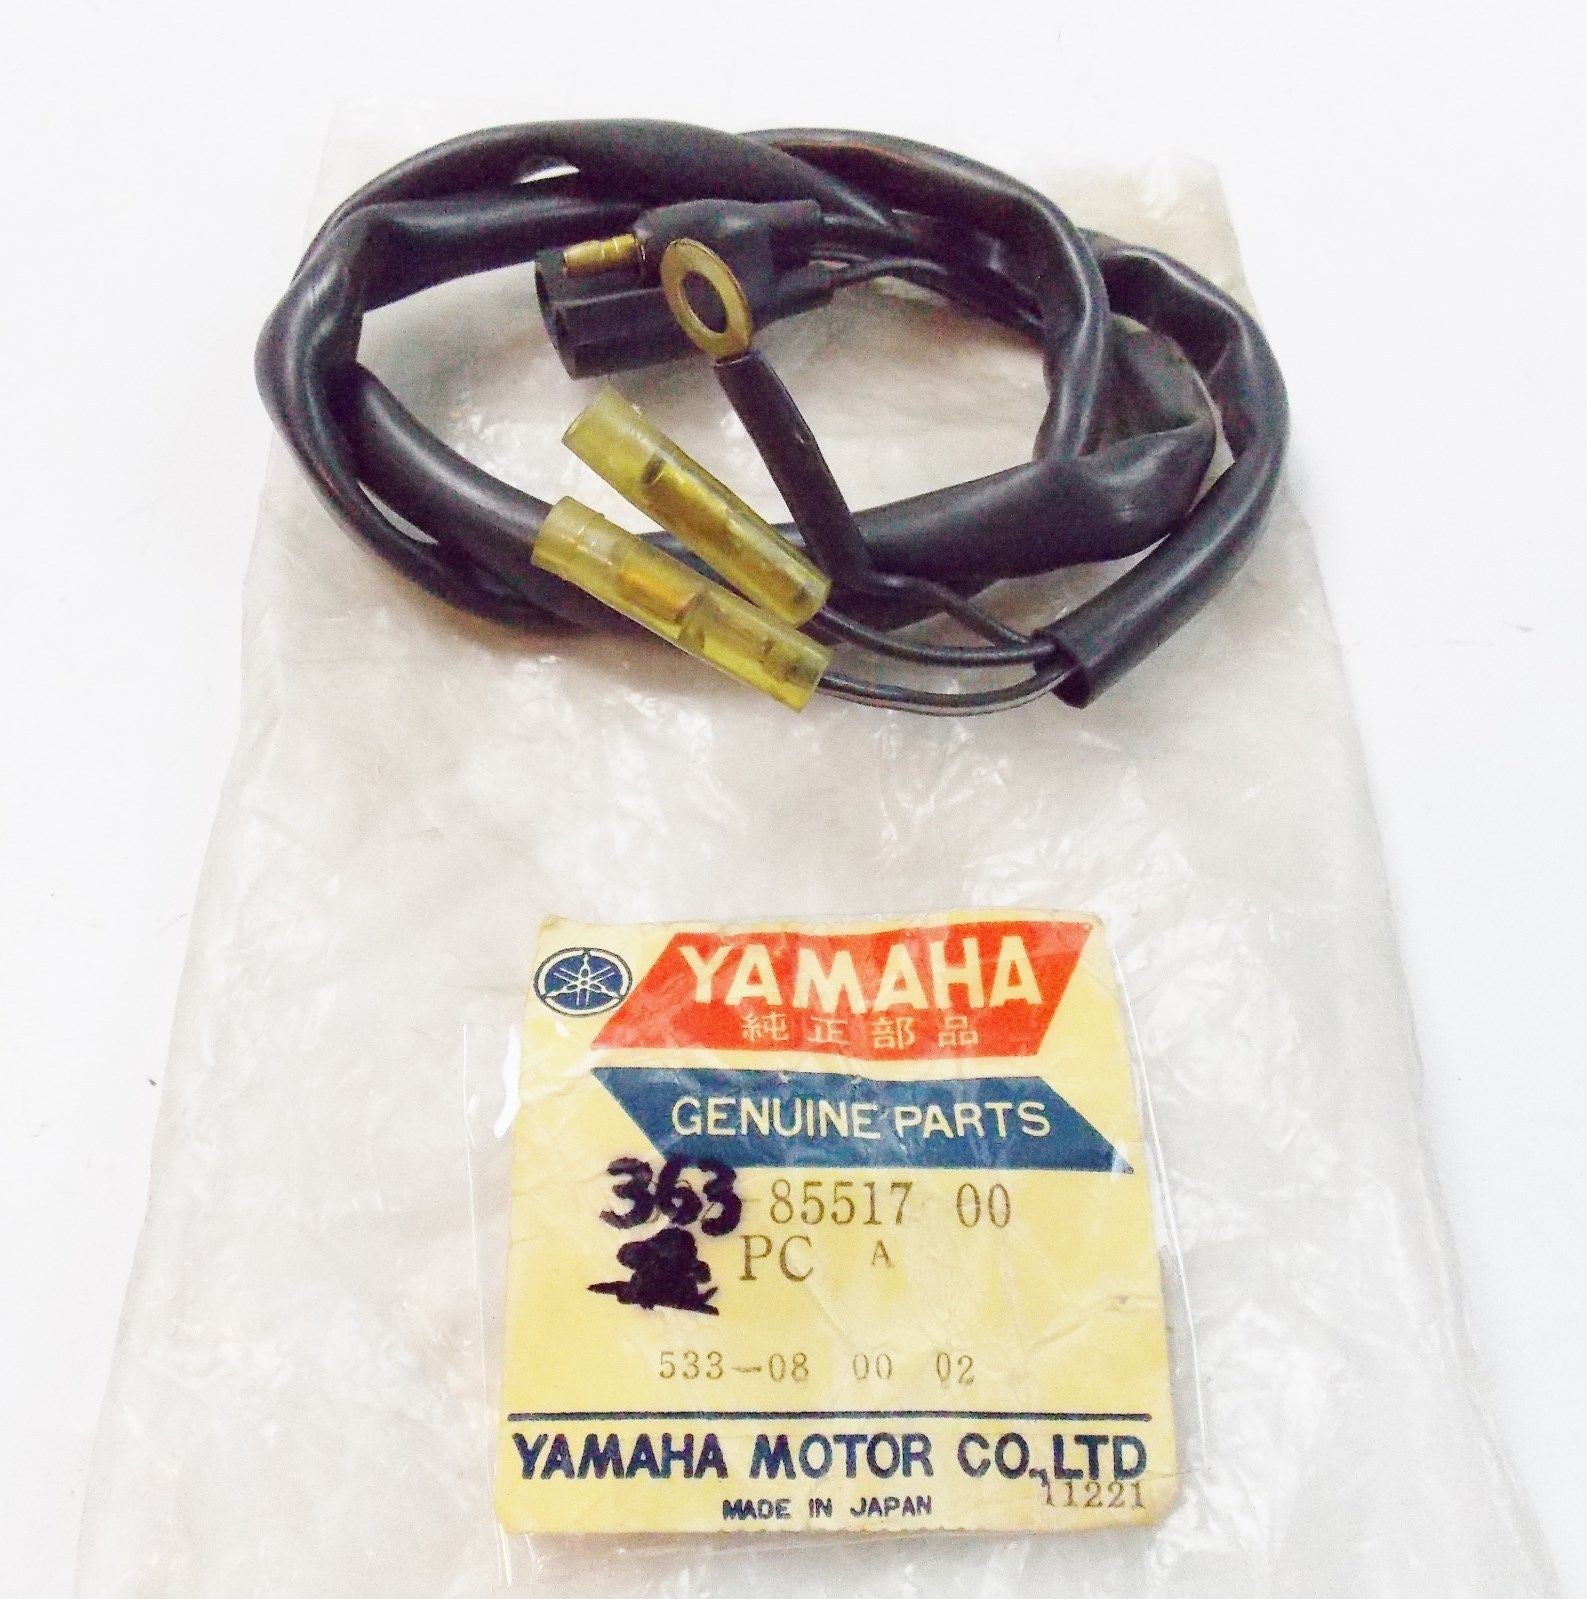 YAMAHA
純正部品
GENUINE PARTS
363-85517 00
PC A
533-08 00 02
YAMAHA MOTOR CO.,LTD
11221
MADE IN JAPAN